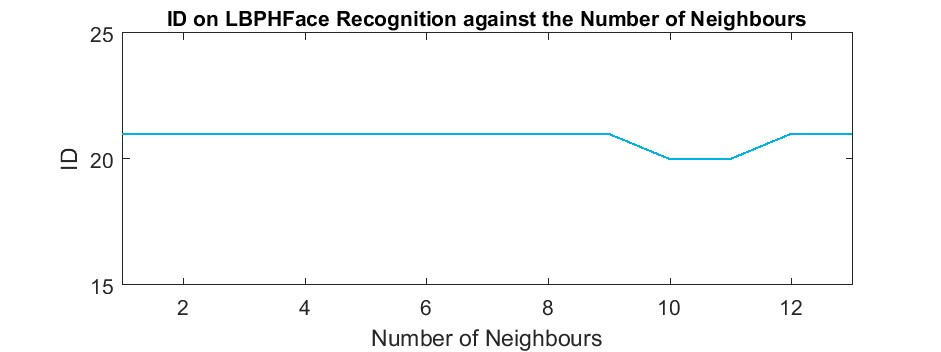 ID on LBPHFace Recognition against the Number of Neighbours
25
20
15
ID
2 4 6 8 10 12
Number of Neighbours